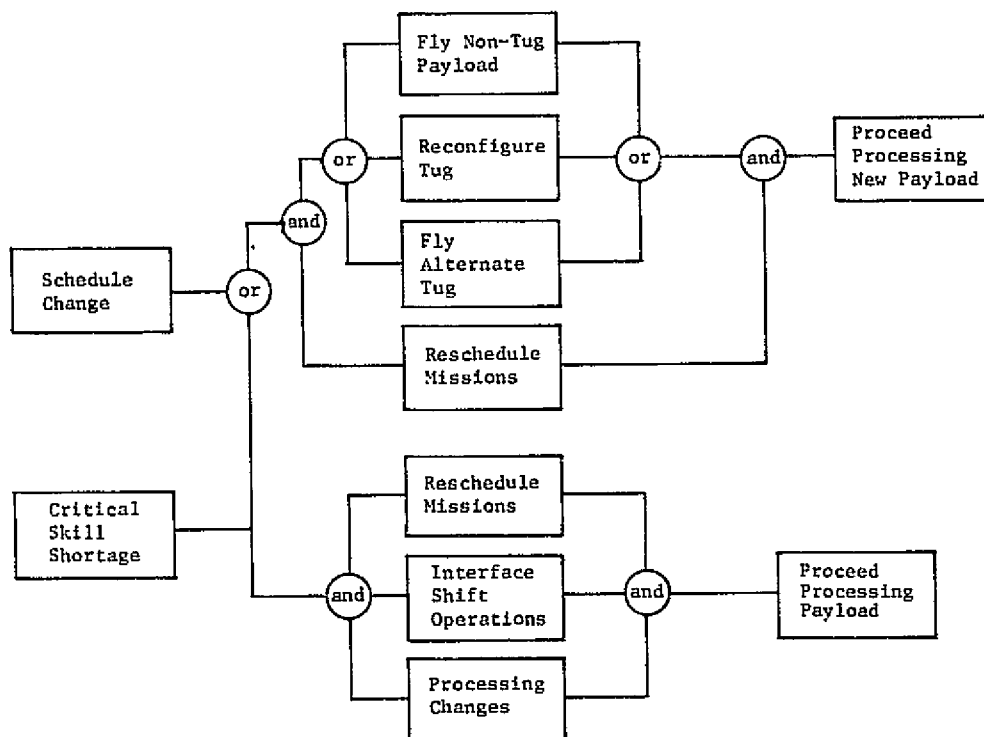 Fly Non-Tug
Payload
Reconfigure
Tug
Fly
Alternate
Tug
Reschedule
Missions
or
or
and
and
or
Proceed
Processing
New Payload
Schedule
Change
Critical
Skill
Shortage
Reschedule
Missions
Interface
Shift
Operations
Processing
Changes
and
and
Proceed
Processing
Payload